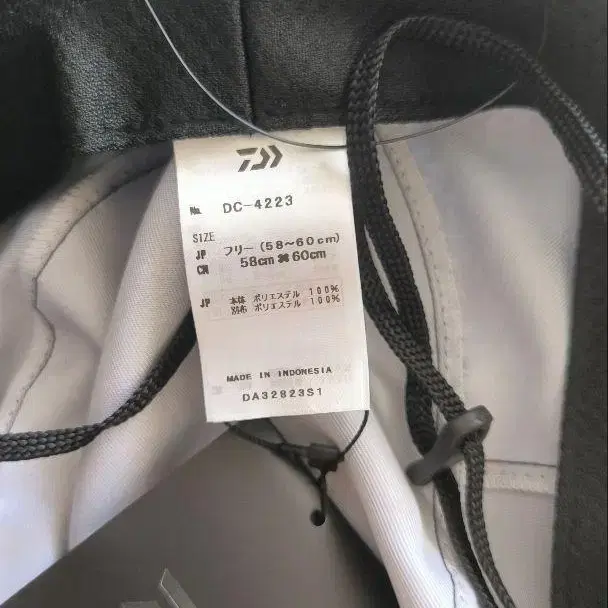 No. DC-4223
SIZE
JP フリー (58～60cm)
CN 58cm ※ 60cm
JP 本体 ポリエステル 100%
別布 ポリエステル 100%
MADE IN INDONESIA
DA32823S1